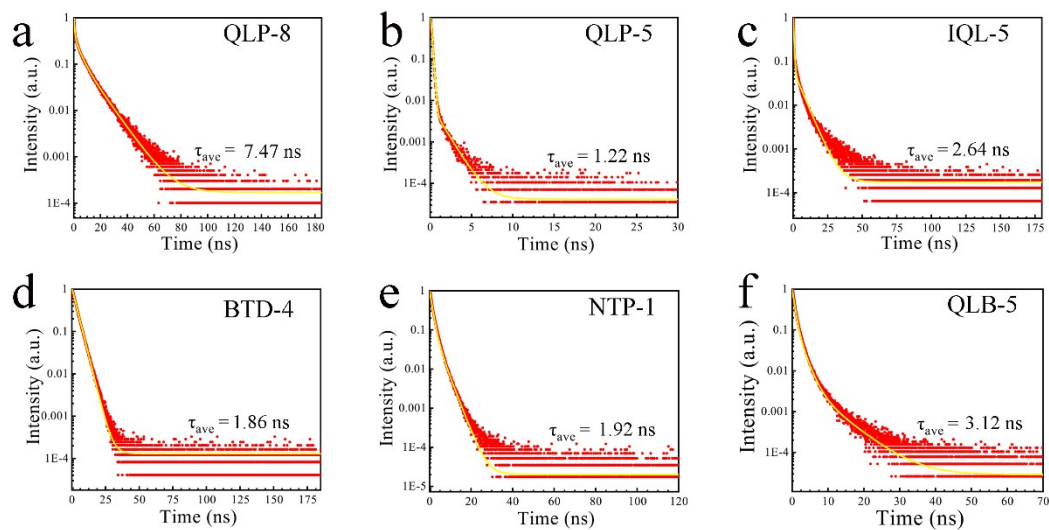 a
QLP-8
1
0.1
0.01
0.001
1E-4
Intensity (a.u.)
τave = 7.47 ns
0 20 40 60 80 100 120 140 160 180
Time (ns)
b
QLP-5
1
0.1
0.01
0.001
1E-4
Intensity (a.u.)
τave = 1.22 ns
0 5 10 15 20 25 30
Time (ns)
c
IQL-5
1
0.1
0.01
0.001
1E-4
Intensity (a.u.)
τave = 2.64 ns
0 25 50 75 100 125 150 175
Time (ns)
d
BTD-4
1
0.1
0.01
0.001
1E-4
Intensity (a.u.)
τave = 1.86 ns
0 25 50 75 100 125 150 175
Time (ns)
e
NTP-1
1
0.1
0.01
0.001
1E-4
1E-5
Intensity (a.u.)
τave = 1.92 ns
0 20 40 60 80 100 120
Time (ns)
f
QLB-5
1
0.1
0.01
0.001
1E-4
Intensity (a.u.)
τave = 3.12 ns
0 10 20 30 40 50 60 70
Time (ns)